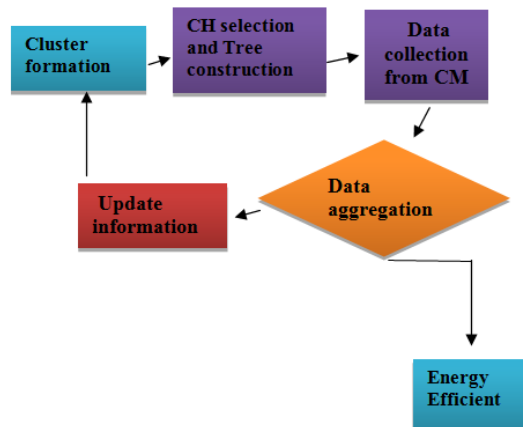 Cluster
formation
CH selection
and Tree
construction
Data
collection
from CM
Data
aggregation
Update
information
Energy
Efficient